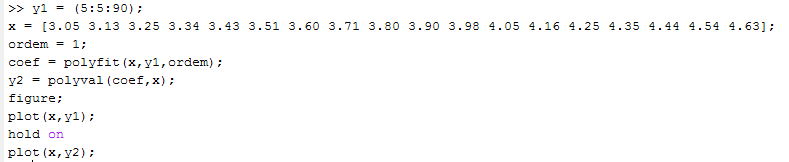 >> y1 = (5:5:90);
x = [3.05 3.13 3.25 3.34 3.43 3.51 3.60 3.71 3.80 3.90 3.98 4.05 4.16 4.25 4.35 4.44 4.54 4.63];
ordem = 1;
coef = polyfit(x,y1,ordem);
y2 = polyval(coef,x);
figure;
plot(x,y1);
hold on
plot(x,y2);